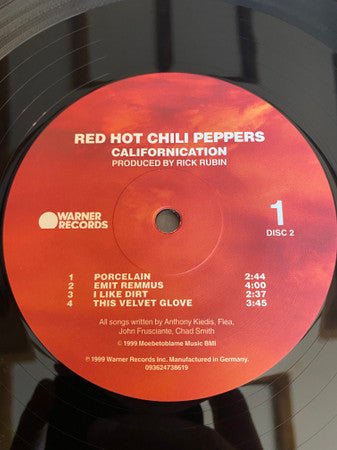 RED HOT CHILI PEPPERS
CALIFORNICATION
PRODUCED BY RICK RUBIN
WARNER
RECORDS
1
DISC 2
1 PORCELAIN 2:44
2 EMIT REMMUS 4:00
3 I LIKE DIRT 2:37
4 THIS VELVET GLOVE 3:45
All songs written by Anthony Kiedis, Flea,
John Frusciante, Chad Smith
© 1999 Moebetoblame Music BMI
℗ 1999 Warner Records Inc. Manufactured in Germany.
093624738619